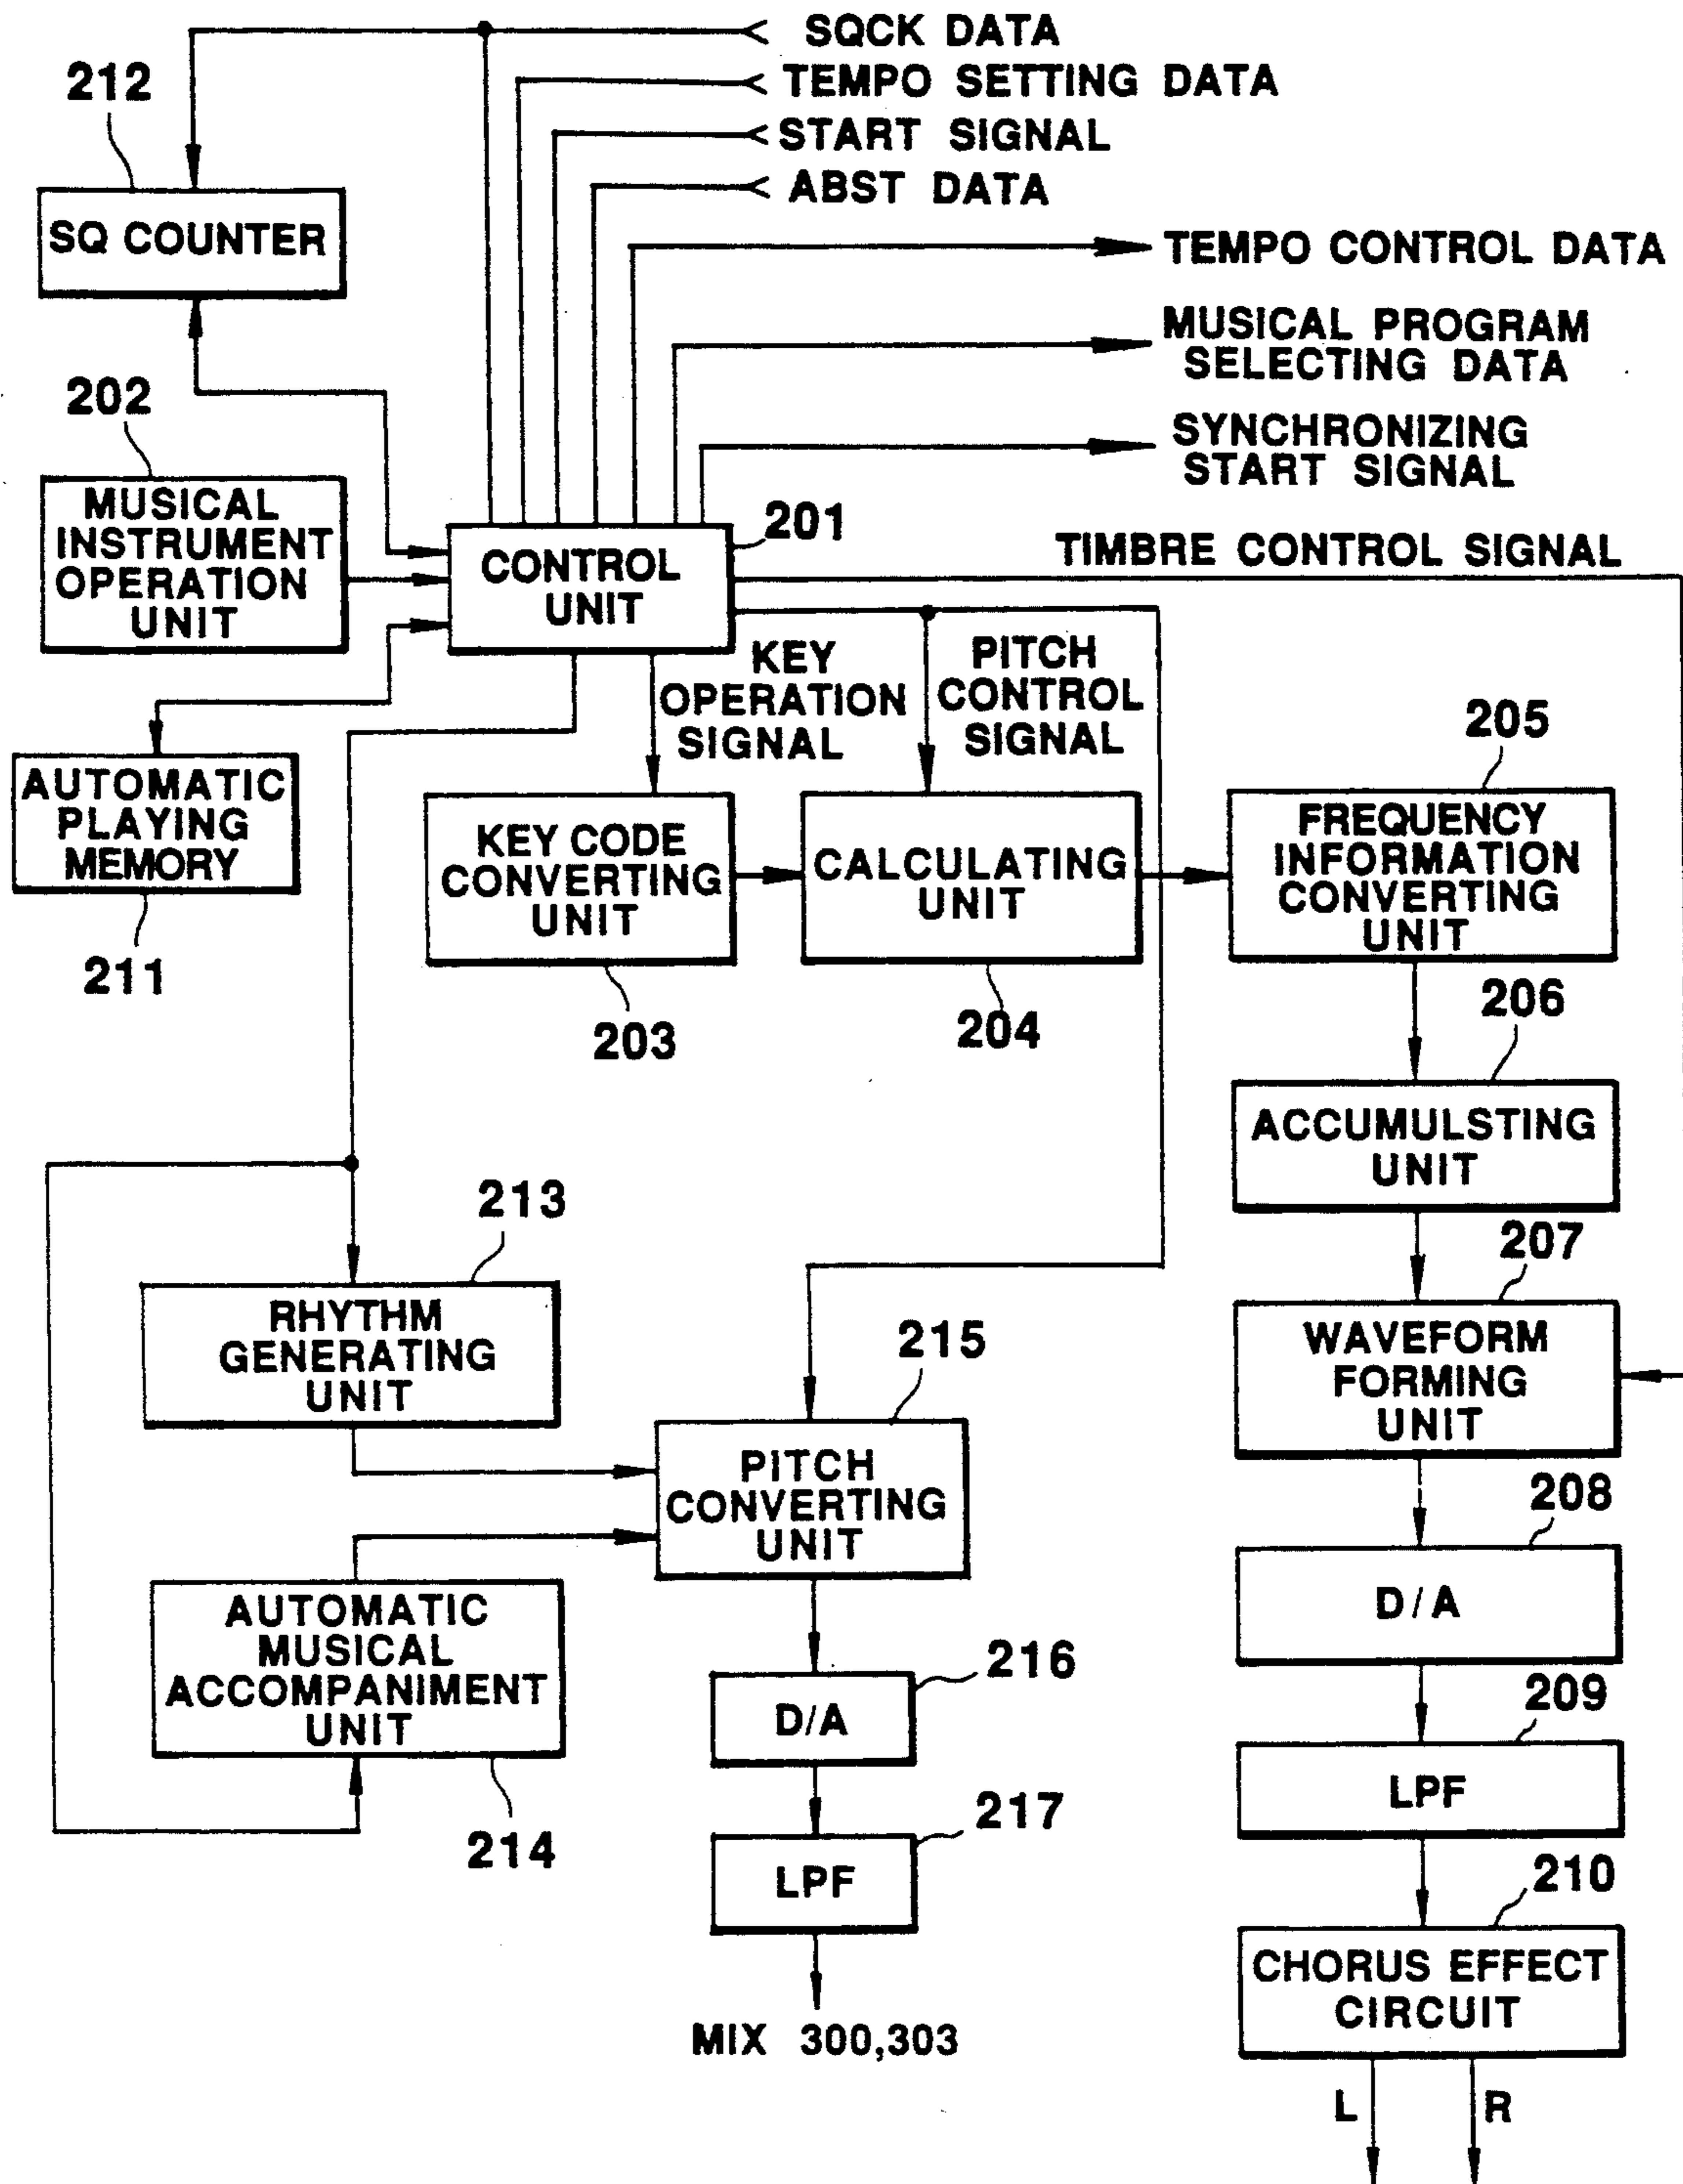 SQCK DATA
212
TEMPO SETTING DATA
START SIGNAL
ABST DATA
SQ COUNTER
TEMPO CONTROL DATA
MUSICAL PROGRAM
SELECTING DATA
202
SYNCHRONIZING
START SIGNAL
MUSICAL
INSTRUMENT
OPERATION
UNIT
201
CONTROL
UNIT
TIMBRE CONTROL SIGNAL
KEY
OPERATION
SIGNAL
PITCH
CONTROL
SIGNAL
205
AUTOMATIC
PLAYING
MEMORY
211
KEY CODE
CONVERTING
UNIT
203
CALCULATING
UNIT
204
FREQUENCY
INFORMATION
CONVERTING
UNIT
206
ACCUMULSTING
UNIT
213
207
RHYTHM
GENERATING
UNIT
215
WAVEFORM
FORMING
UNIT
PITCH
CONVERTING
UNIT
208
D/A
AUTOMATIC
MUSICAL
ACCOMPANIMENT
UNIT
214
216
D/A
209
LPF
217
LPF
210
CHORUS EFFECT
CIRCUIT
MIX 300,303
L
R